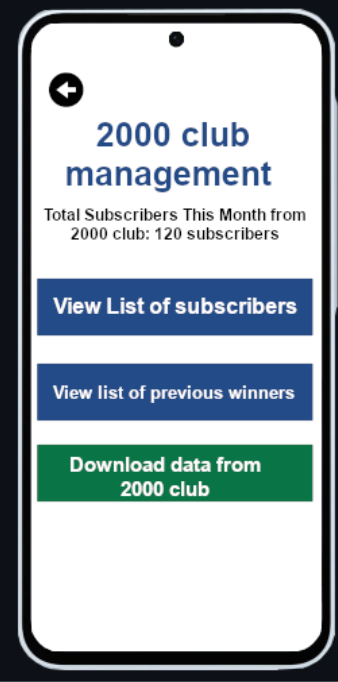 2000 club
management
Total Subscribers This Month from
2000 club: 120 subscribers
View List of subscribers
View list of previous winners
Download data from
2000 club